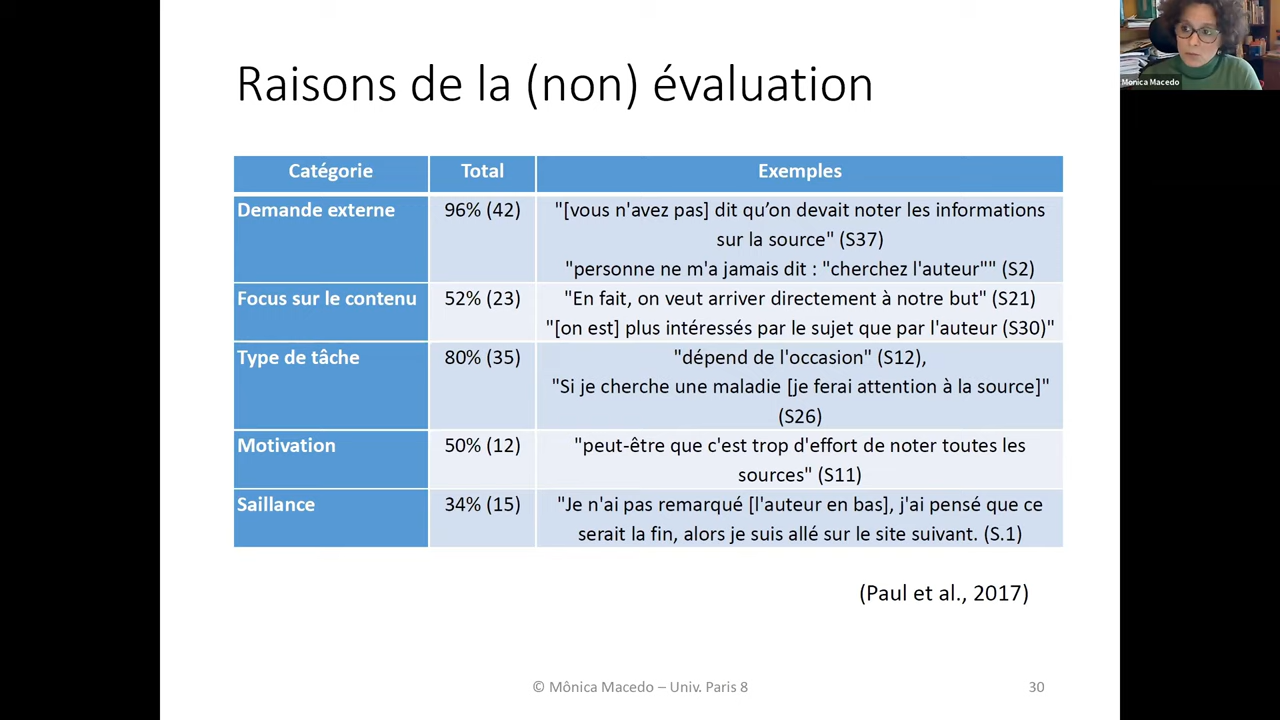 Raisons de la (non) évaluation
Monica Macedo
Catégorie Total Exemples
Demande externe 96% (42) "[vous n'avez pas] dit qu’on devait noter les informations
sur la source" (S37)
"personne ne m'a jamais dit : "cherchez l'auteur"" (S2)
Focus sur le contenu 52% (23) "En fait, on veut arriver directement à notre but" (S21)
"[on est] plus intéressés par le sujet que par l'auteur (S30)"
Type de tâche 80% (35) "dépend de l'occasion" (S12),
"Si je cherche une maladie [je ferai attention à la source]"
(S26)
Motivation 50% (12) "peut-être que c'est trop d'effort de noter toutes les
sources" (S11)
Saillance 34% (15) "Je n'ai pas remarqué [l'auteur en bas], j'ai pensé que ce
serait la fin, alors je suis allé sur le site suivant. (S.1)
(Paul et al., 2017)
© Mônica Macedo – Univ. Paris 8 30